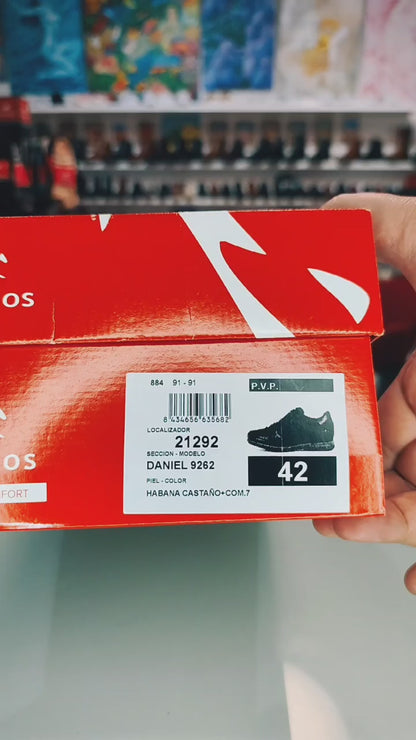 OS
884 91 - 91
P.V.P.
8 434656 635682
LOCALIZADOR
21292
SECCION - MODELO
DANIEL 9262
42
PIEL - COLOR
HABANA CASTAÑO+COM.7
OS
FORT